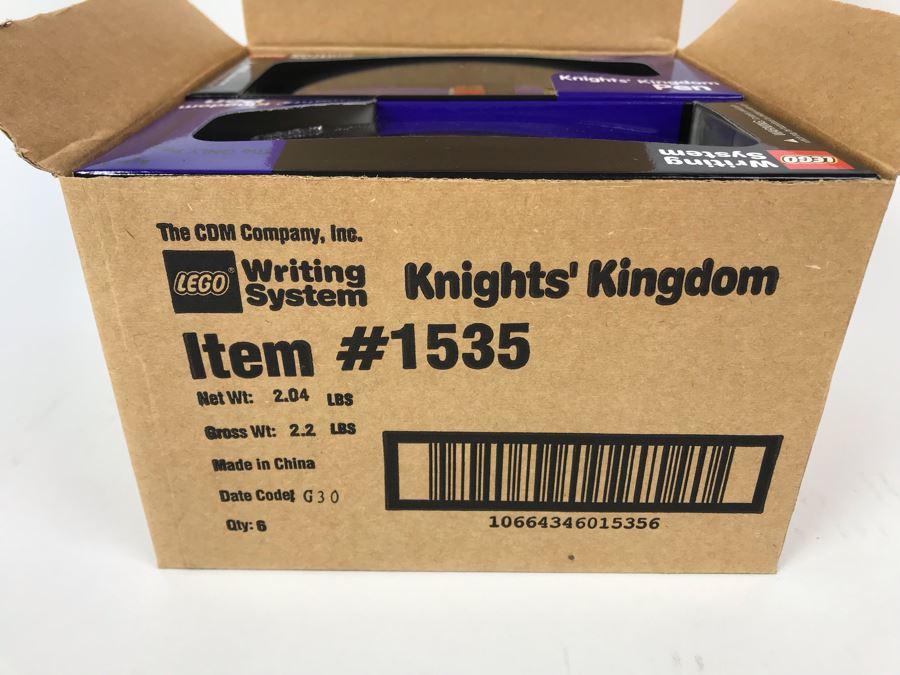 Knights' Kingdom
Pen
Writing
System
LEGO
The CDM Company, Inc.
LEGO® Writing System Knights' Kingdom
Item #1535
Net Wt: 2.04 LBS
Gross Wt: 2.2 LBS
Made in China
Date Code: G30
Qty: 6
10664346015356